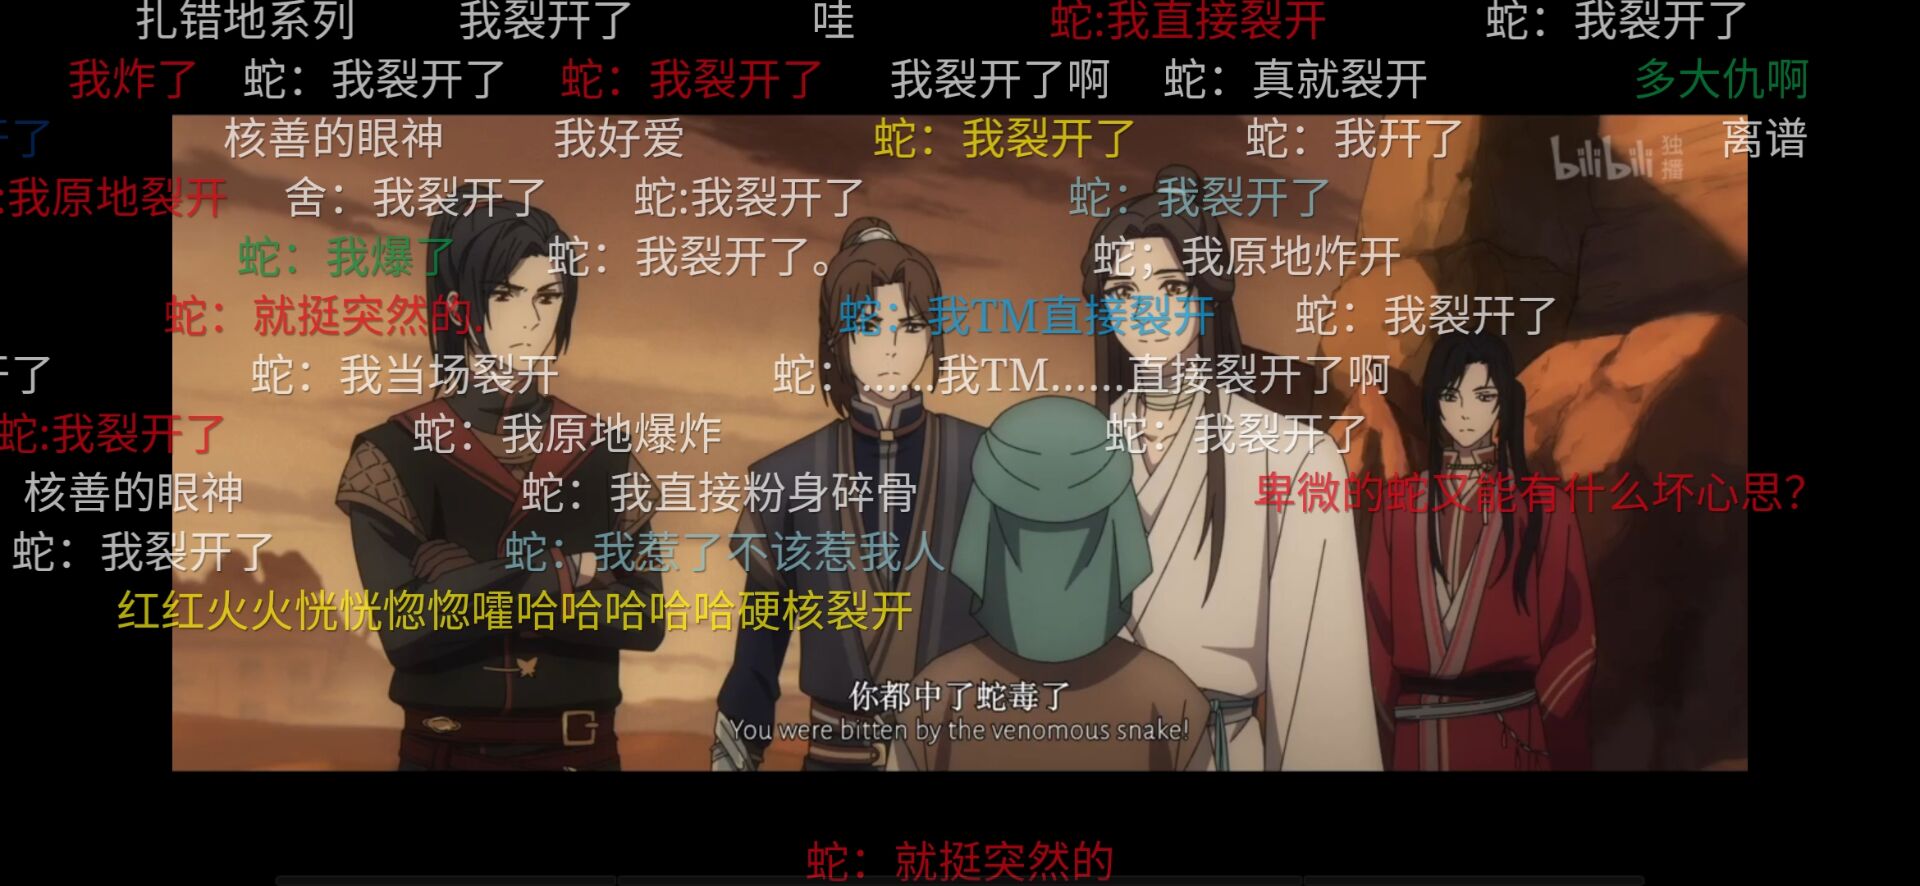 扎错地系列 我裂开了 哇 蛇:我直接裂开 蛇：我裂开了
我炸了 蛇：我裂开了 蛇：我裂开了 我裂开了啊 蛇：真就裂开 多大仇啊
开了 核善的眼神 我好爱 蛇：我裂开了 蛇：我开了 离谱
:我原地裂开 舍：我裂开了 蛇:我裂开了 蛇：我裂开了
bilibili 独播
蛇：我爆了 蛇：我裂开了。 蛇；我原地炸开
蛇：就挺突然的. 蛇：我TM直接裂开 蛇：我裂开了
开了 蛇：我当场裂开 蛇：......我TM......直接裂开了啊
蛇:我裂开了 蛇：我原地爆炸 蛇：我裂开了
核善的眼神 蛇：我直接粉身碎骨 卑微的蛇又能有什么坏心思？
蛇：我裂开了 蛇：我惹了不该惹我人
红红火火恍恍惚惚嚯哈哈哈哈哈硬核裂开
你都中了蛇毒了
You were bitten by the venomous snake!
蛇：就挺突然的